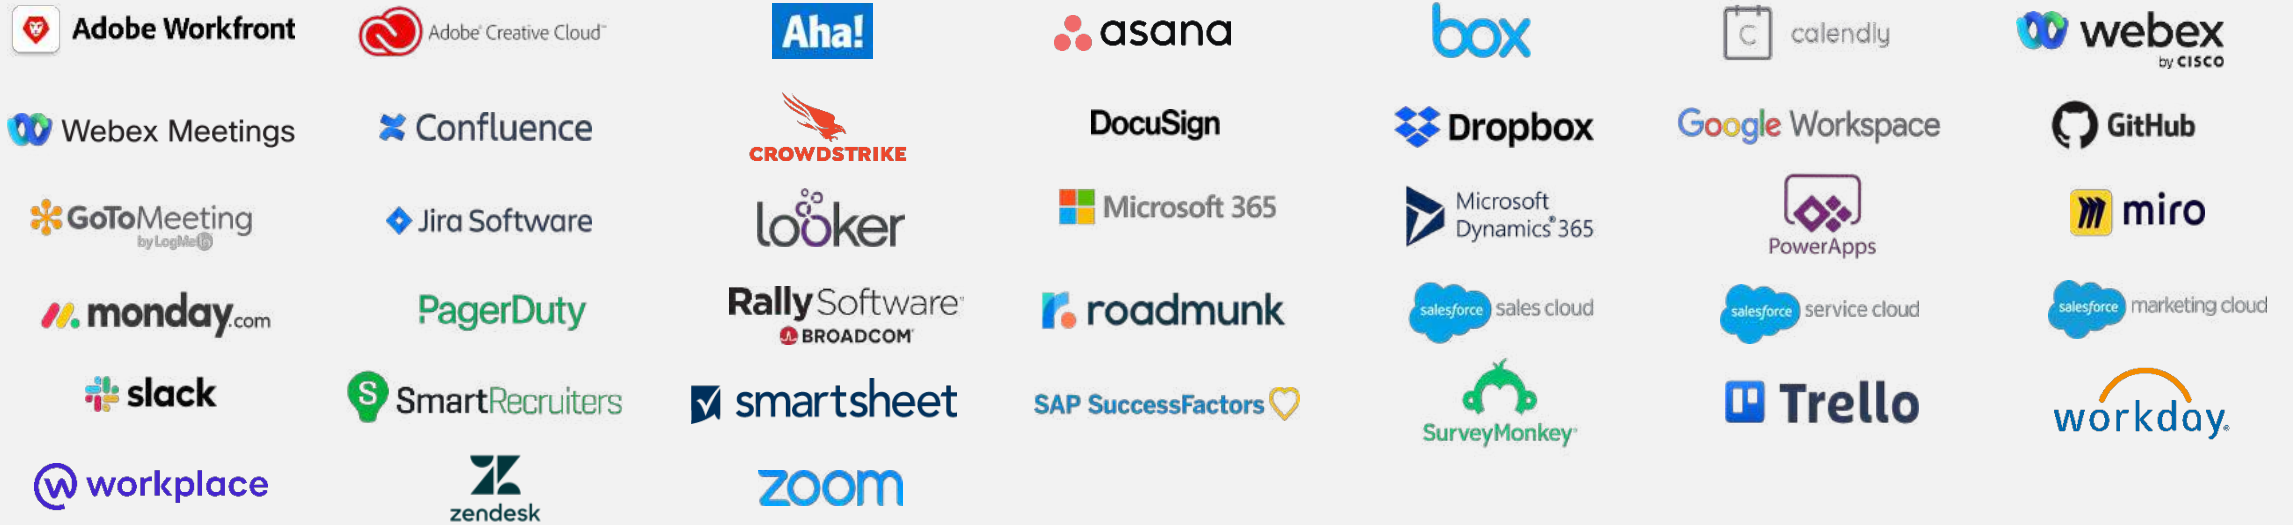 Adobe Workfront
Adobe Creative Cloud™
Aha!
asana
box
C calendly
webex
by CISCO
Webex Meetings
Confluence
CROWDSTRIKE
DocuSign
Dropbox
Google Workspace
GitHub
GoToMeeting
by LogMeIn
Jira Software
looker
Microsoft 365
Microsoft
Dynamics® 365
PowerApps
miro
monday.com
PagerDuty
Rally Software
BROADCOM
roadmunk
salesforce sales cloud
salesforce service cloud
salesforce marketing cloud
slack
S SmartRecruiters
smartsheet
SAP SuccessFactors
SurveyMonkey
Trello
workday®
workplace
zendesk
zoom